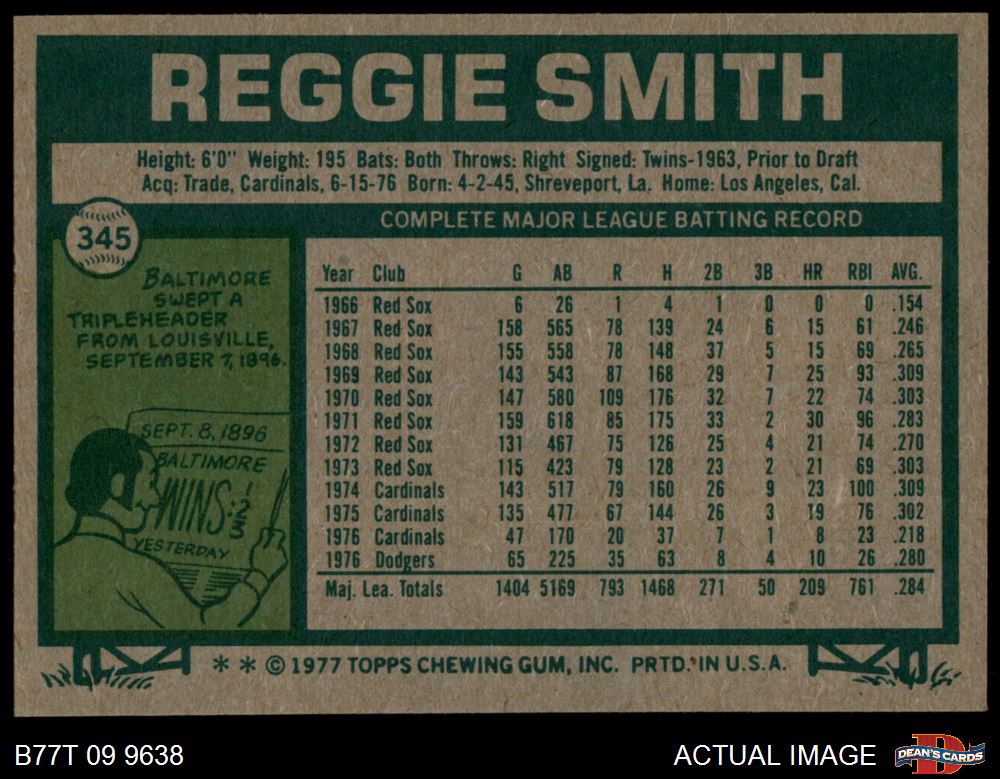 REGGIE SMITH
Height: 6'0" Weight: 195 Bats: Both Throws: Right Signed: Twins-1963, Prior to Draft
Acq: Trade, Cardinals, 6-15-76 Born: 4-2-45, Shreveport, La. Home: Los Angeles, Cal.
345
BALTIMORE
SWEPT A
TRIPLEHEADER
FROM LOUISVILLE,
SEPTEMBER 7, 1896.
SEPT. 8, 1896
BALTIMORE
WINS: 1
2
3
YESTERDAY
COMPLETE MAJOR LEAGUE BATTING RECORD
Year Club G AB R H 2B 3B HR RBI AVG.
1966 Red Sox 6 26 1 4 1 0 0 0 .154
1967 Red Sox 158 565 78 139 24 6 15 61 .246
1968 Red Sox 155 558 78 148 37 5 15 69 .265
1969 Red Sox 143 543 87 168 29 7 25 93 .309
1970 Red Sox 147 580 109 176 32 7 22 74 .303
1971 Red Sox 159 618 85 175 33 2 30 96 .283
1972 Red Sox 131 467 75 126 25 4 21 74 .270
1973 Red Sox 115 423 79 128 23 2 21 69 .303
1974 Cardinals 143 517 79 160 26 9 23 100 .309
1975 Cardinals 135 477 67 144 26 3 19 76 .302
1976 Cardinals 47 170 20 37 7 1 8 23 .218
1976 Dodgers 65 225 35 63 8 4 10 26 .280
Maj. Lea. Totals 1404 5169 793 1468 271 50 209 761 .284
* * © 1977 TOPPS CHEWING GUM, INC. PRTD. IN U.S.A.
B77T 09 9638
ACTUAL IMAGE
DEAN'S CARDS